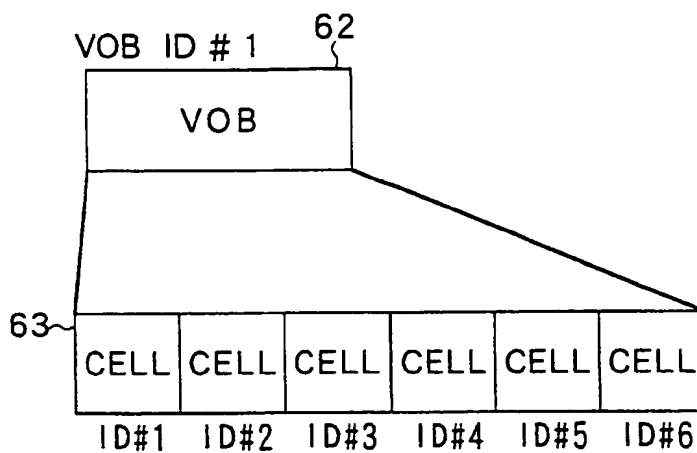 62
VOB ID # 1
VOB
63
CELL CELL CELL CELL CELL CELL
ID#1 ID#2 ID#3 ID#4 ID#5 ID#6